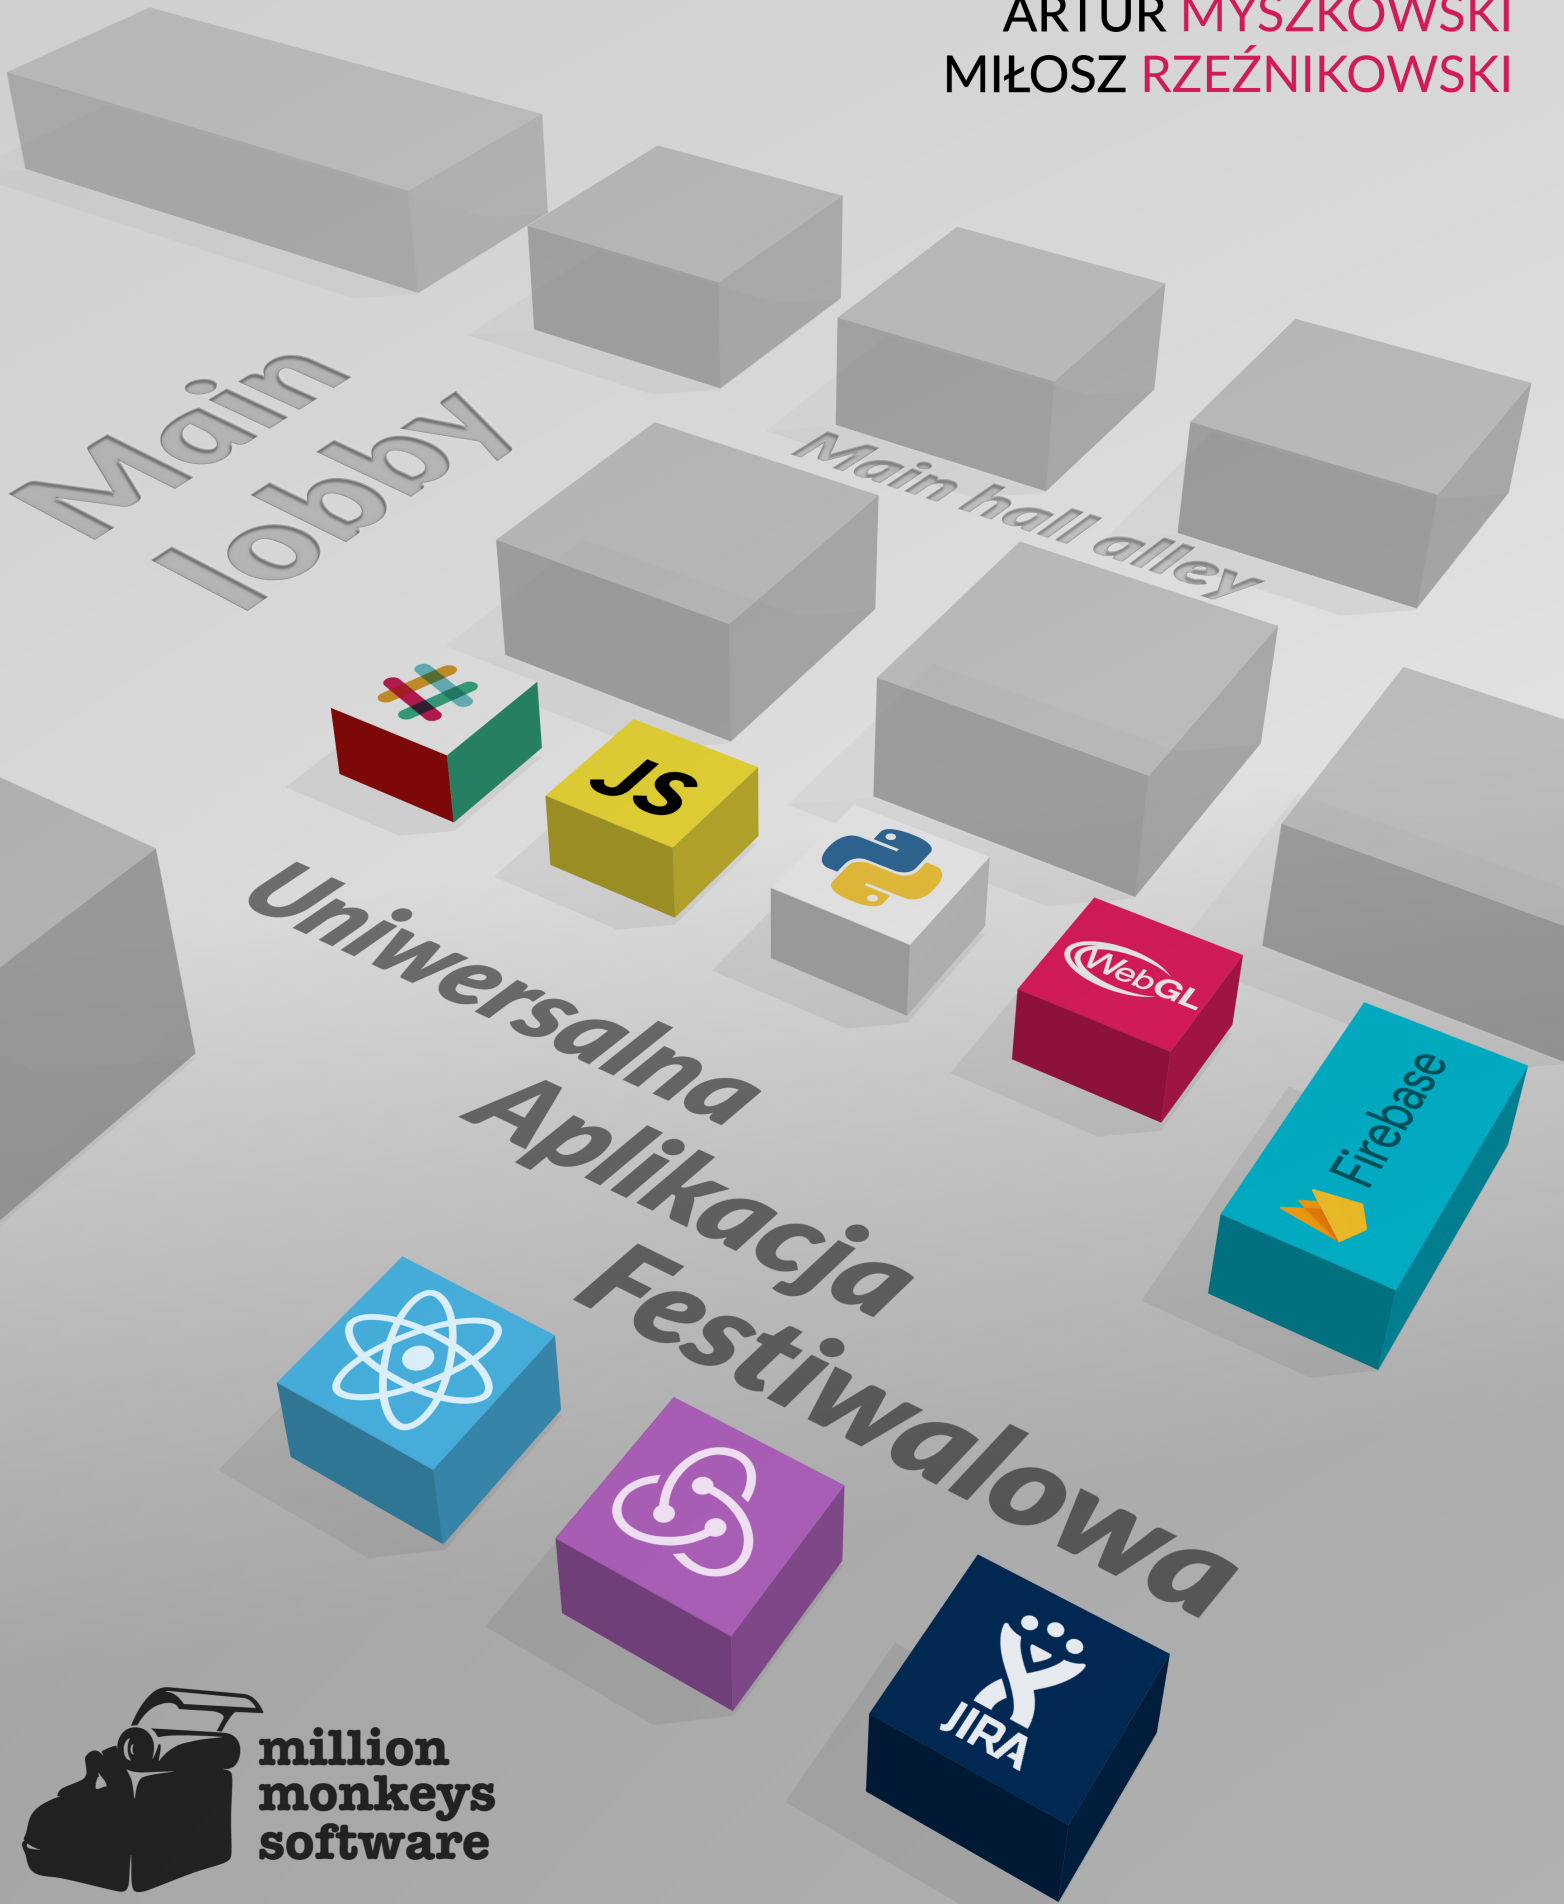 ARTUR MYSZKOWSKI
MIŁOSZ RZEŹNIKOWSKI
Main
lobby
Main hall alley
JS
WebGL
Firebase
Uniwersalna
Aplikacja
Festiwalowa
JIRA
million
monkeys
software